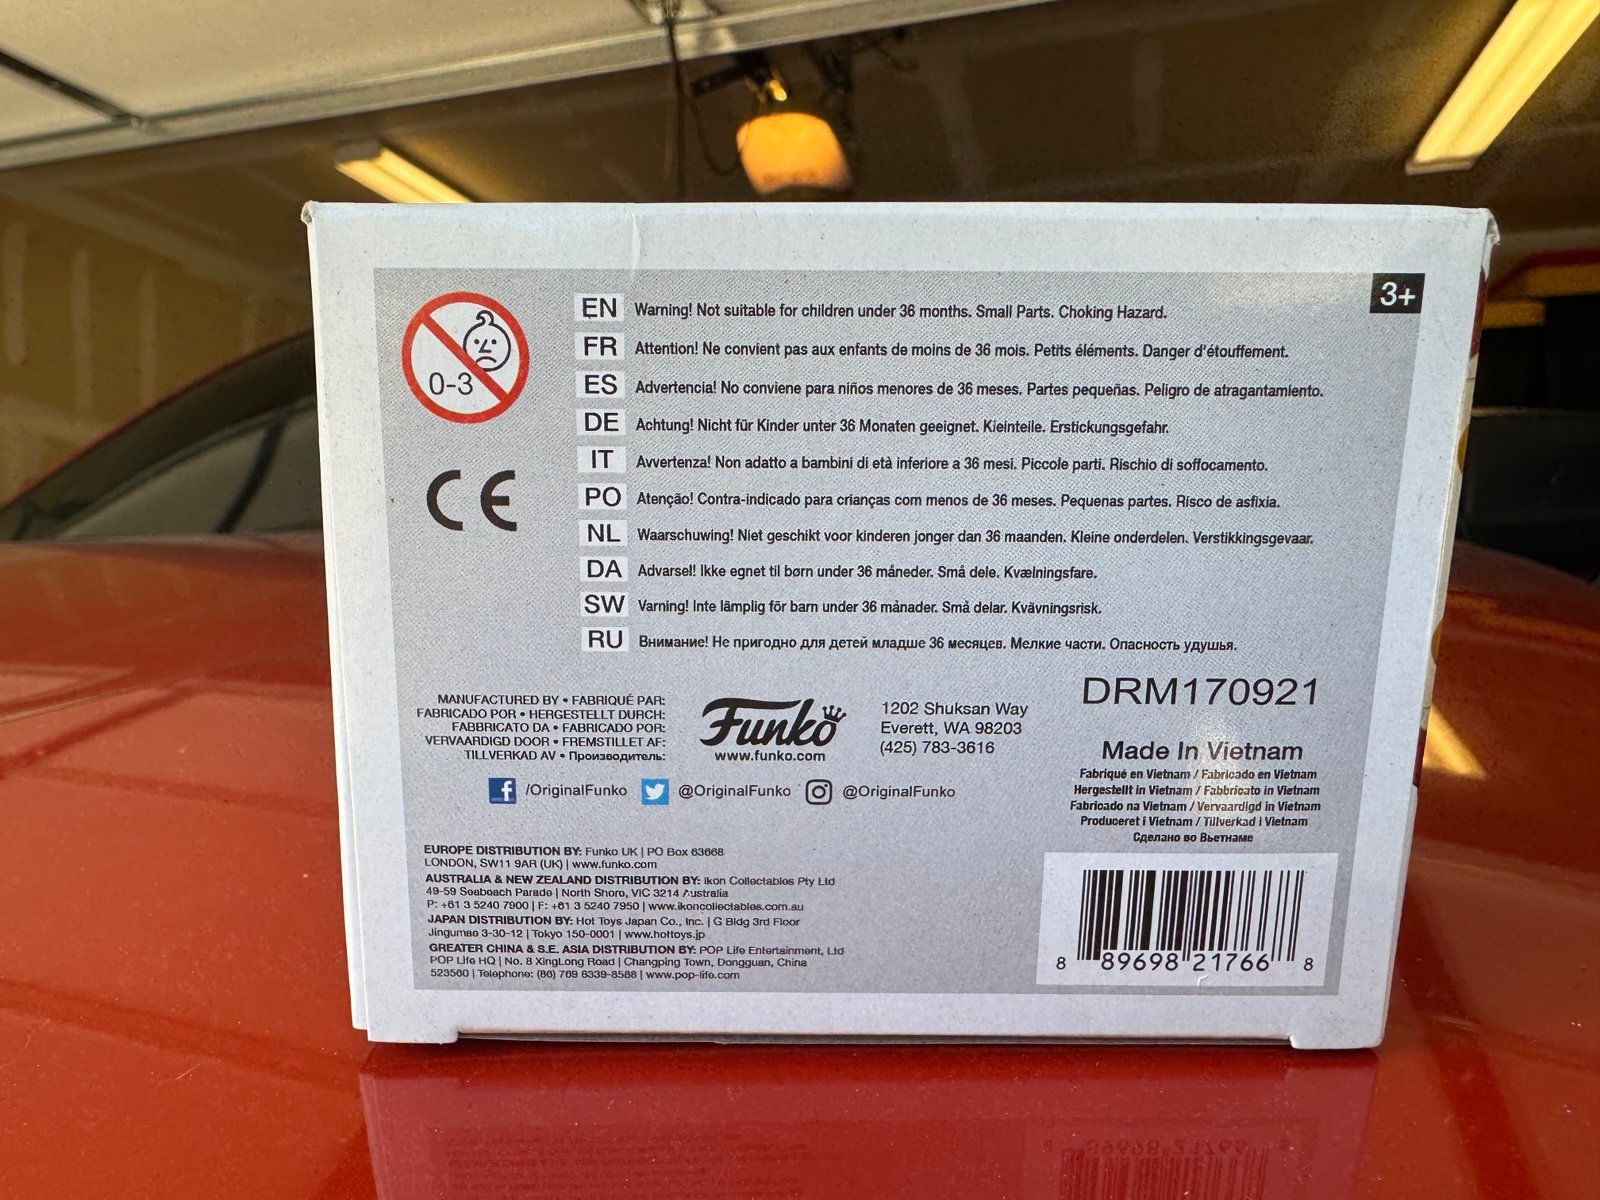 3+
0-3
CE
EN Warning! Not suitable for children under 36 months. Small Parts. Choking Hazard.
FR Attention! Ne convient pas aux enfants de moins de 36 mois. Petits éléments. Danger d'étouffement.
ES Advertencia! No conviene para niños menores de 36 meses. Partes pequeñas. Peligro de atragantamiento.
DE Achtung! Nicht für Kinder unter 36 Monaten geeignet. Kleinteile. Erstickungsgefahr.
IT Avvertenza! Non adatto a bambini di età inferiore a 36 mesi. Piccole parti. Rischio di soffocamento.
PO Atenção! Contra-indicado para crianças com menos de 36 meses. Pequenas partes. Risco de asfixia.
NL Waarschuwing! Niet geschikt voor kinderen jonger dan 36 maanden. Kleine onderdelen. Verstikkingsgevaar.
DA Advarsel! Ikke egnet til børn under 36 måneder. Små dele. Kvælningsfare.
SW Varning! Inte lämplig för barn under 36 månader. Små delar. Kvävningsrisk.
RU Внимание! Не пригодно для детей младше 36 месяцев. Мелкие части. Опасность удушья.
MANUFACTURED BY • FABRIQUÉ PAR:
FABRICADO POR • HERGESTELLT DURCH:
FABBRICATO DA • FABRICADO POR:
VERVAARDIGD DOOR • FREMSTILLET AF:
TILLVERKAD AV • Производитель:
Funko
www.funko.com
1202 Shuksan Way
Everett, WA 98203
(425) 783-3616
/OriginalFunko @OriginalFunko @OriginalFunko
DRM170921
Made In Vietnam
Fabriqué en Vietnam / Fabricado en Vietnam
Hergestellt in Vietnam / Fabbricato in Vietnam
Fabricado na Vietnam / Vervaardigd in Vietnam
Produceret i Vietnam / Tillverkad i Vietnam
Сделано во Вьетнаме
EUROPE DISTRIBUTION BY: Funko UK | PO Box 63668
LONDON, SW11 9AR (UK) | www.funko.com
AUSTRALIA & NEW ZEALAND DISTRIBUTION BY: Ikon Collectables Pty Ltd
49-59 Seabeach Parade | North Shore, VIC 3214 Australia
P: +61 3 5240 7900 | F: +61 3 5240 7950 | www.ikoncollectables.com.au
JAPAN DISTRIBUTION BY: Hot Toys Japan Co., Inc. | G Bldg 3rd Floor
Jingumae 3-30-12 | Tokyo 150-0001 | www.hottoys.jp
GREATER CHINA & S.E. ASIA DISTRIBUTION BY: POP Life Entertainment, Ltd
POP Life HQ | No. 8 XingLong Road | Changping Town, Dongguan, China
523560 | Telephone: (86) 769 8339-8588 | www.pop-life.com
8 89698 21766 8